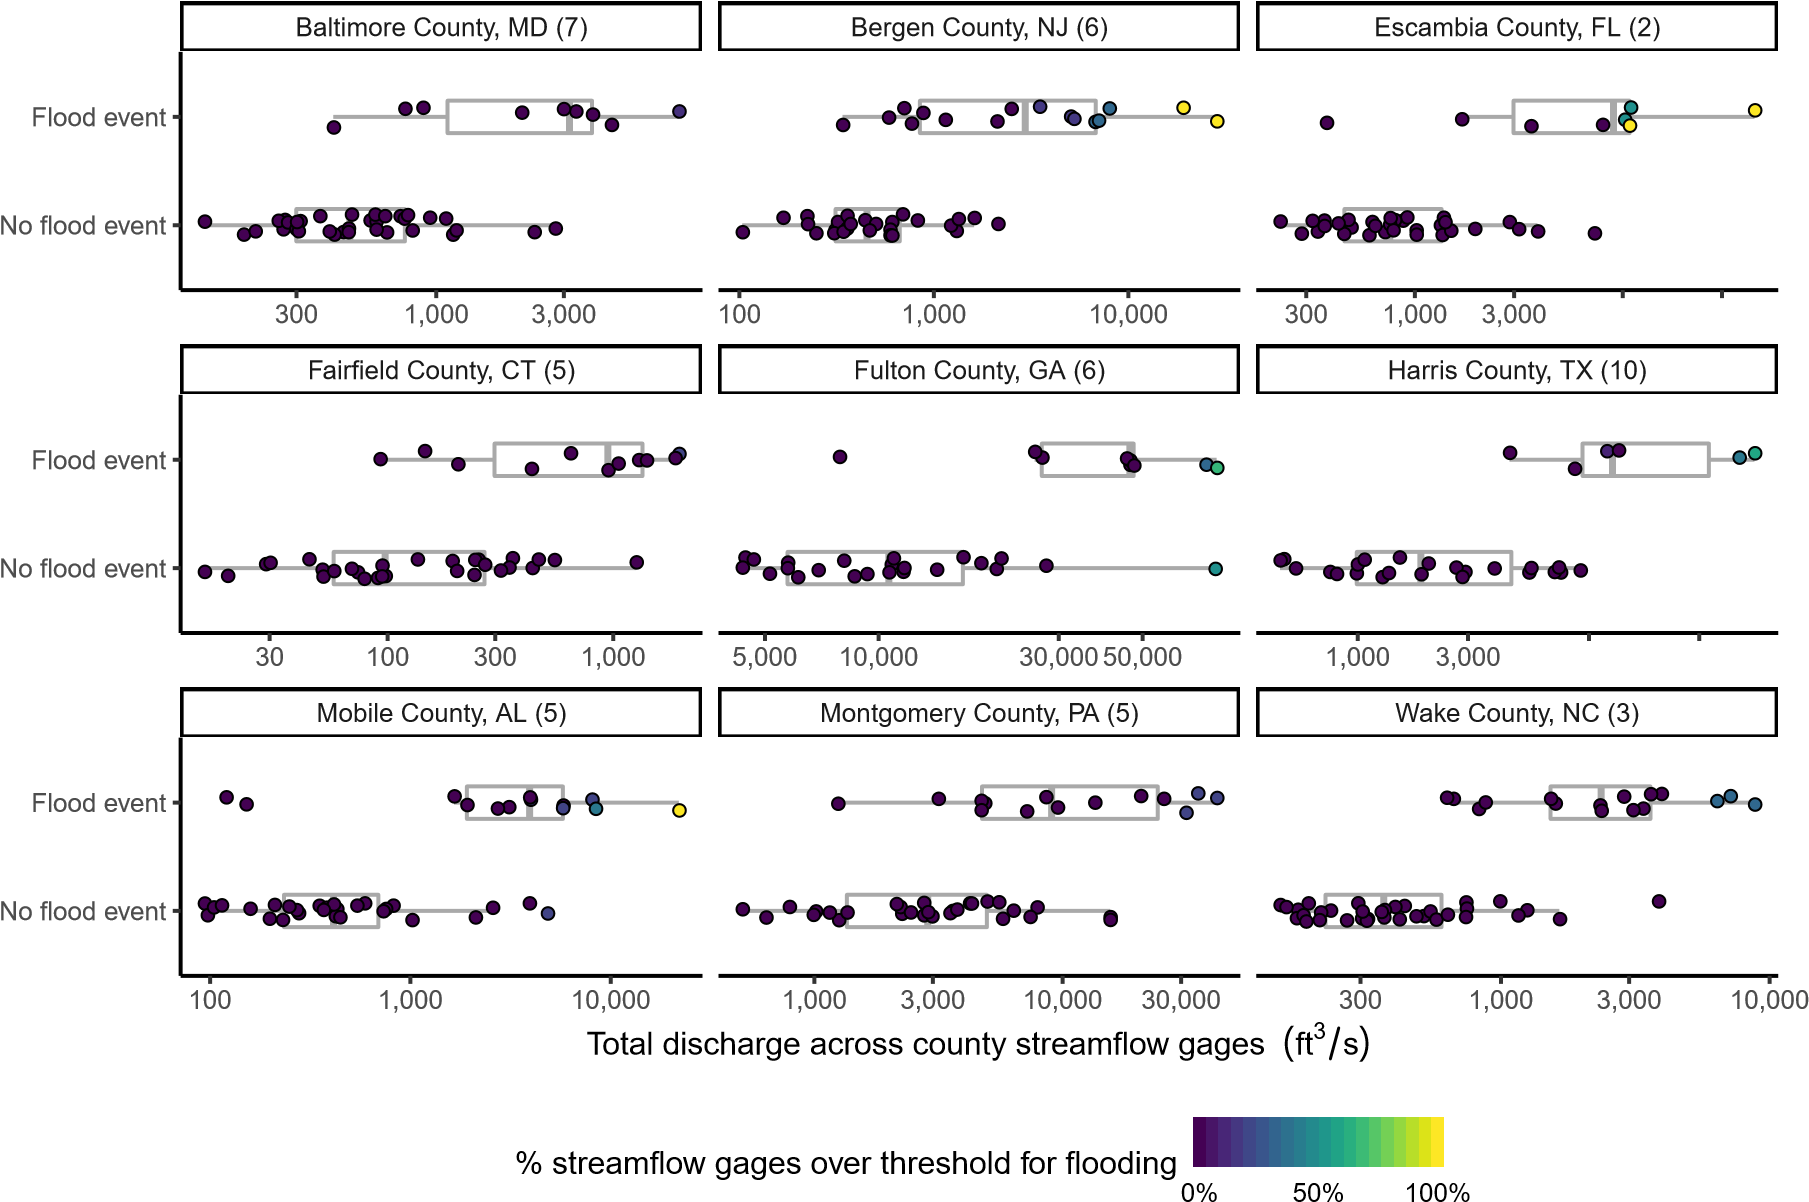 Baltimore County, MD (7) Bergen County, NJ (6) Escambia County, FL (2)
Flood event
No flood event
300 1,000 3,000 100 1,000 10,000 300 1,000 3,000
Fairfield County, CT (5) Fulton County, GA (6) Harris County, TX (10)
Flood event
No flood event
30 100 300 1,000 5,000 10,000 30,000 50,000 1,000 3,000
Mobile County, AL (5) Montgomery County, PA (5) Wake County, NC (3)
Flood event
No flood event
100 1,000 10,000 1,000 3,000 10,000 30,000 300 1,000 3,000 10,000
Total discharge across county streamflow gages (ft³/s)
% streamflow gages over threshold for flooding
0% 50% 100%